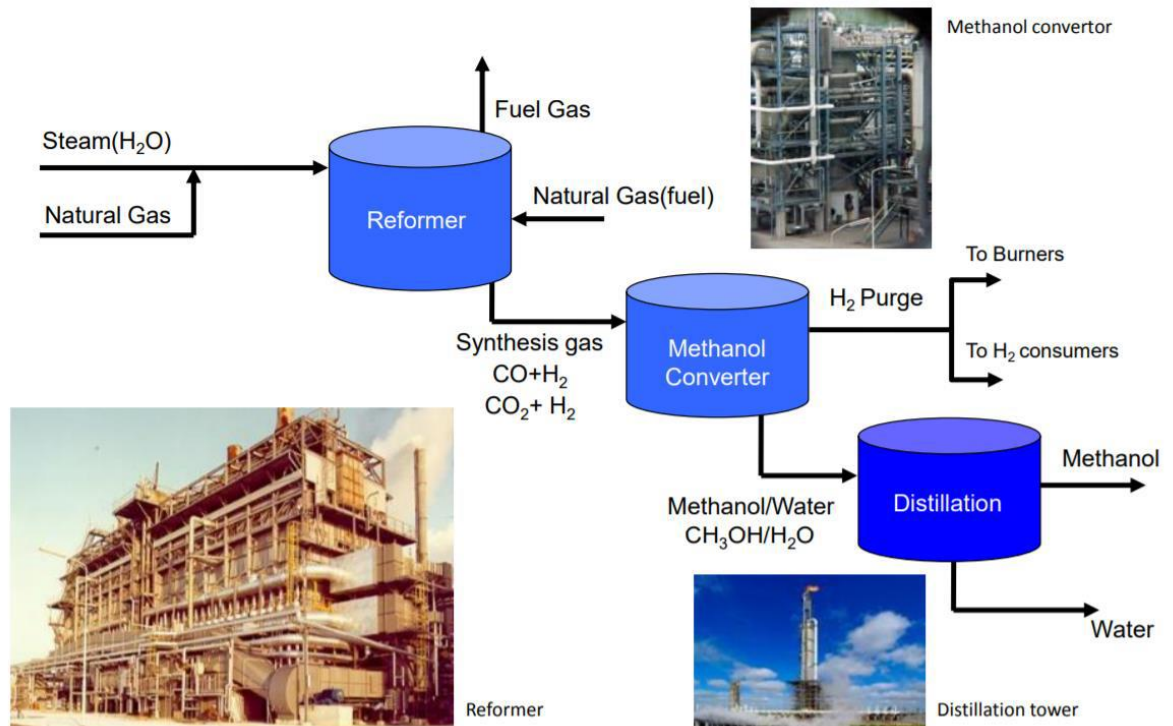 Methanol convertor
Fuel Gas
Steam(H₂O)
Natural Gas
Reformer
Natural Gas(fuel)
To Burners
H₂ Purge
To H₂ consumers
Synthesis gas
CO+H₂
CO₂+ H₂
Methanol
Converter
Methanol
Methanol/Water
CH₃OH/H₂O
Distillation
Water
Reformer
Distillation tower